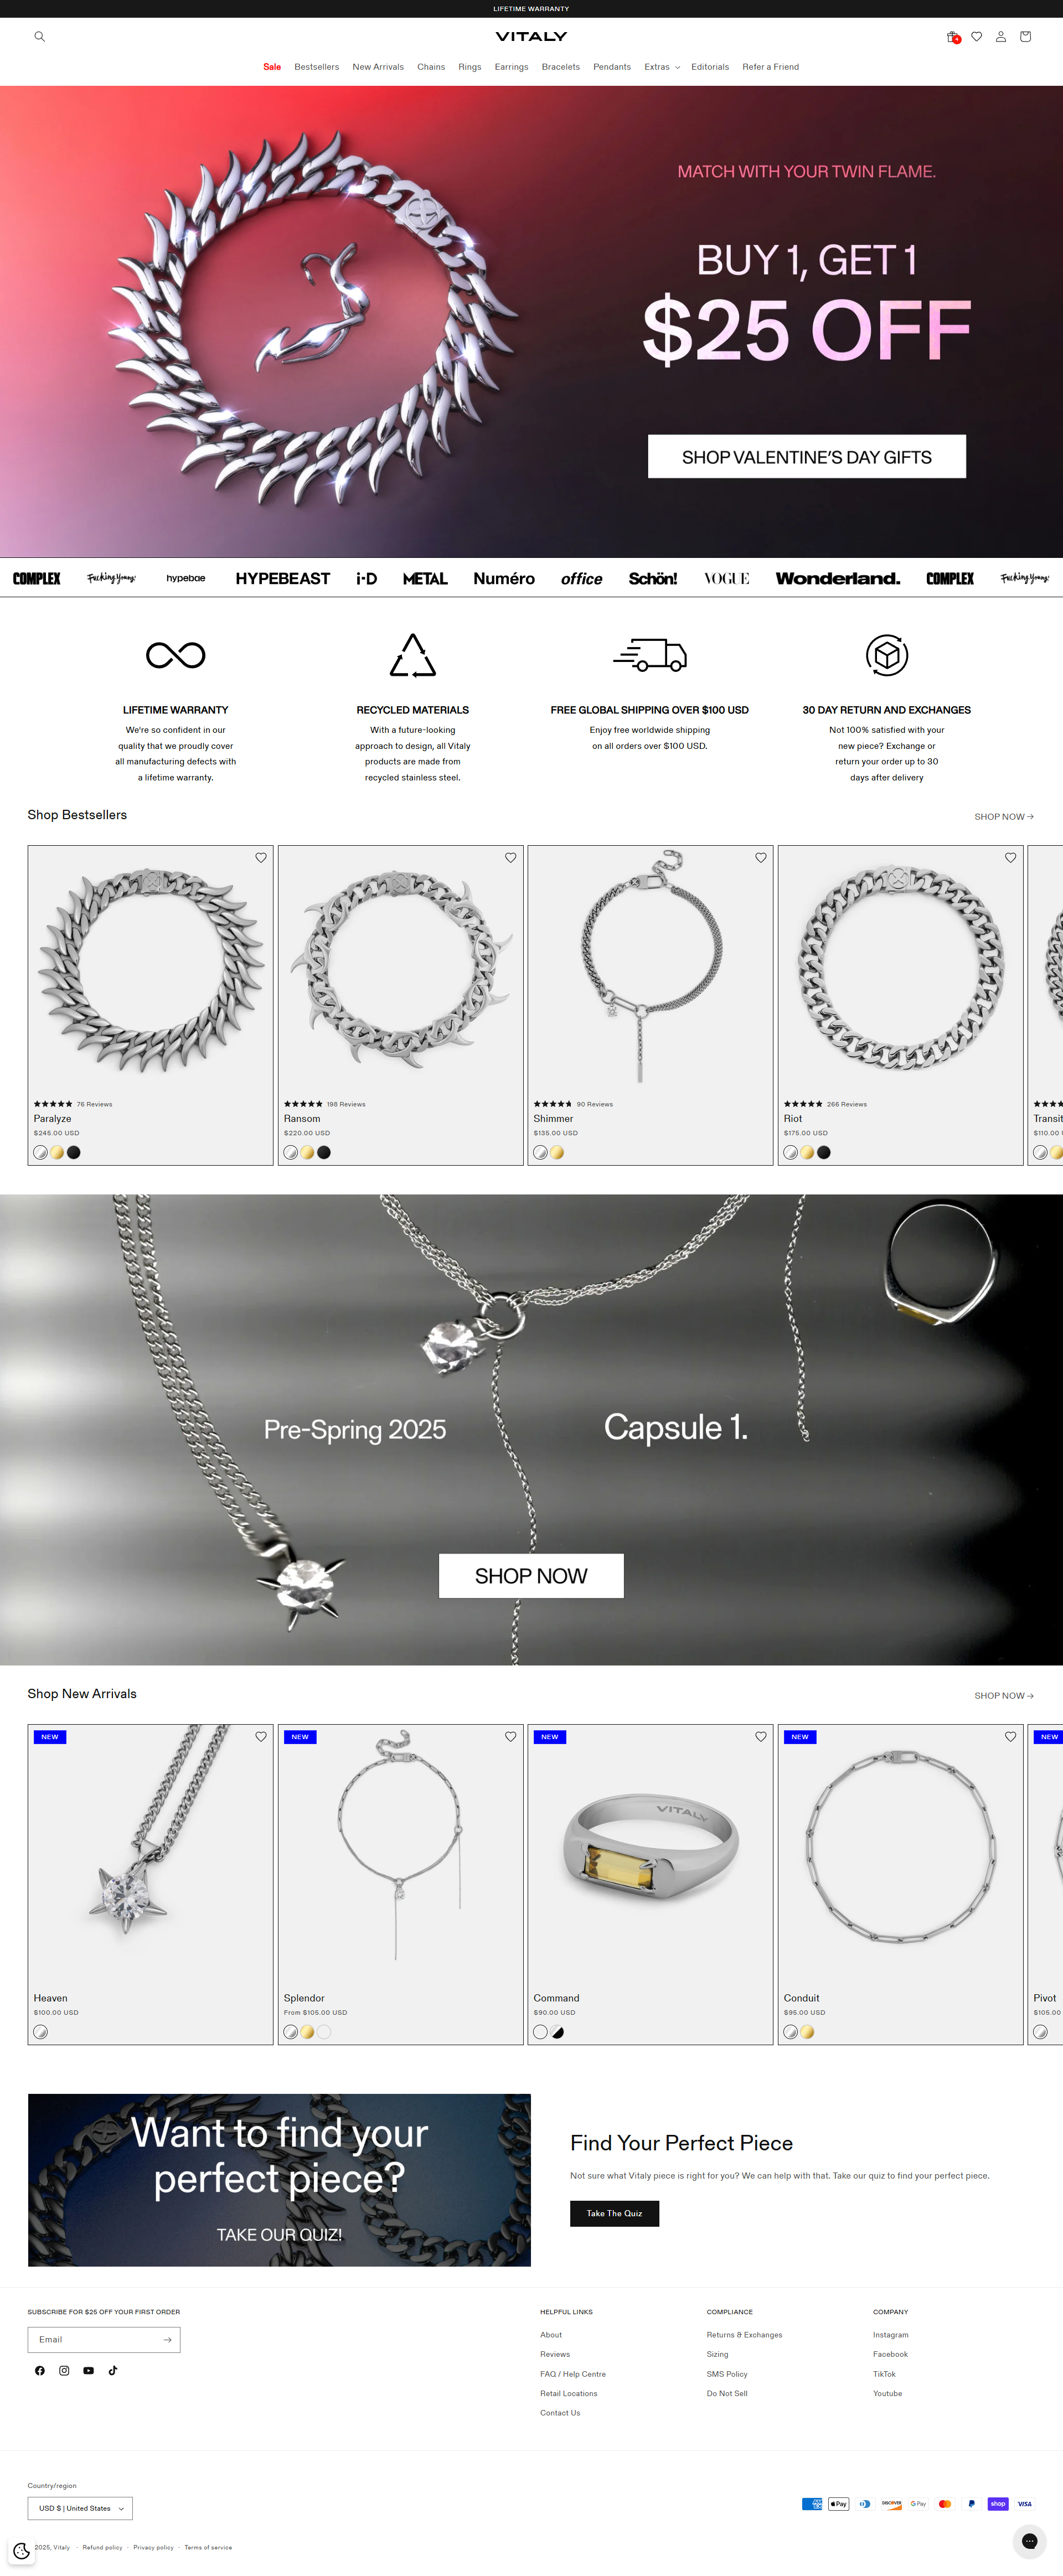 LIFETIME WARRANTY
VITALY
4
Sale Bestsellers New Arrivals Chains Rings Earrings Bracelets Pendants Extras Editorials Refer a Friend
MATCH WITH YOUR TWIN FLAME.
BUY 1, GET 1
$25 OFF
SHOP VALENTINE'S DAY GIFTS
COMPLEX Fucking Young! hypebae HYPEBEAST i-D METAL Numéro office Schön! VOGUE Wonderland. COMPLEX Fucking Young!
LIFETIME WARRANTY
We're so confident in our
quality that we proudly cover
all manufacturing defects with
a lifetime warranty.
RECYCLED MATERIALS
With a future-looking
approach to design, all Vitaly
products are made from
recycled stainless steel.
FREE GLOBAL SHIPPING OVER $100 USD
Enjoy free worldwide shipping
on all orders over $100 USD.
30 DAY RETURN AND EXCHANGES
Not 100% satisfied with your
new piece? Exchange or
return your order up to 30
days after delivery
Shop Bestsellers
SHOP NOW →
76 Reviews
Paralyze
$245.00 USD
198 Reviews
Ransom
$220.00 USD
90 Reviews
Shimmer
$135.00 USD
266 Reviews
Riot
$175.00 USD
Transit
$110.00
Pre-Spring 2025
Capsule 1.
SHOP NOW
Shop New Arrivals
SHOP NOW →
NEW
Heaven
$100.00 USD
NEW
Splendor
From $105.00 USD
NEW
VITALY
Command
$90.00 USD
NEW
Conduit
$95.00 USD
NEW
Pivot
$105.00
Want to find your
perfect piece?
TAKE OUR QUIZ!
Find Your Perfect Piece
Not sure what Vitaly piece is right for you? We can help with that. Take our quiz to find your perfect piece.
Take The Quiz
SUBSCRIBE FOR $25 OFF YOUR FIRST ORDER
Email →
HELPFUL LINKS
About
Reviews
FAQ / Help Centre
Retail Locations
Contact Us
COMPLIANCE
Returns & Exchanges
Sizing
SMS Policy
Do Not Sell
COMPANY
Instagram
Facebook
TikTok
Youtube
Country/region
USD $ | United States
Apple Pay DISCOVER G Pay shop VISA
2025, Vitaly · Refund policy · Privacy policy · Terms of service